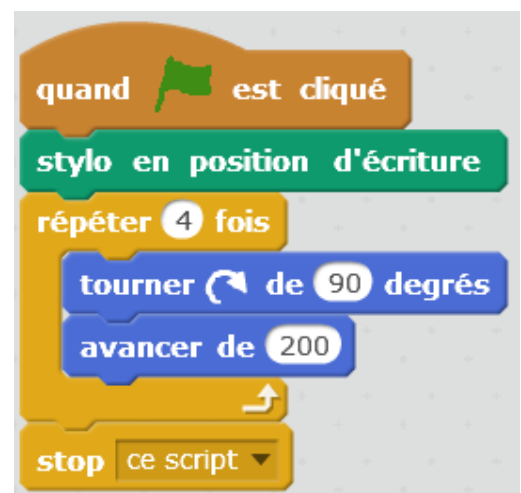 quand est cliqué
stylo en position d'écriture
répéter 4 fois
tourner de 90 degrés
avancer de 200
stop ce script